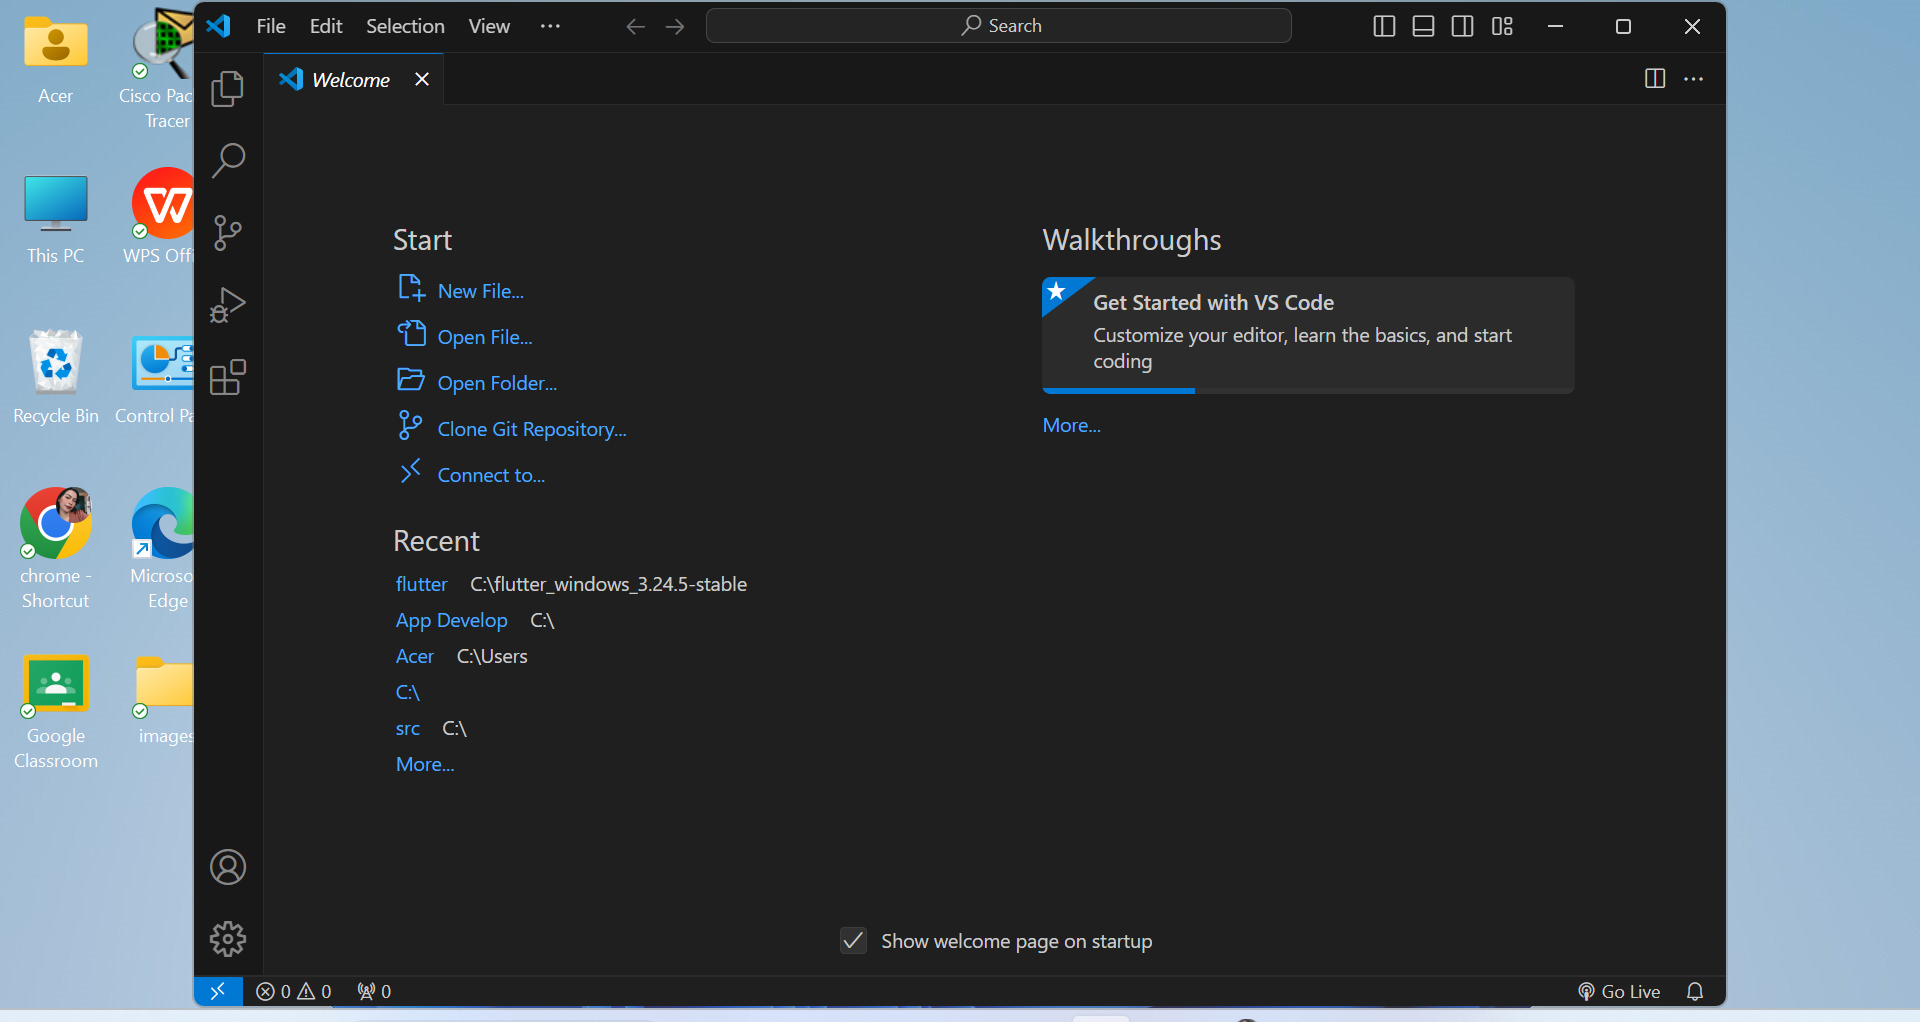 Acer
Cisco Pac
Tracer
This PC
WPS Offi
Recycle Bin
Control Pa
chrome -
Shortcut
Microso
Edge
Google
Classroom
images
File Edit Selection View ··· Search
Welcome
Start
New File...
Open File...
Open Folder...
Clone Git Repository...
Connect to...
Recent
flutter C:\flutter_windows_3.24.5-stable
App Develop C:\
Acer C:\Users
C:\
src C:\
More...
Walkthroughs
Get Started with VS Code
Customize your editor, learn the basics, and start
coding
More...
Show welcome page on startup
0 0 0 Go Live